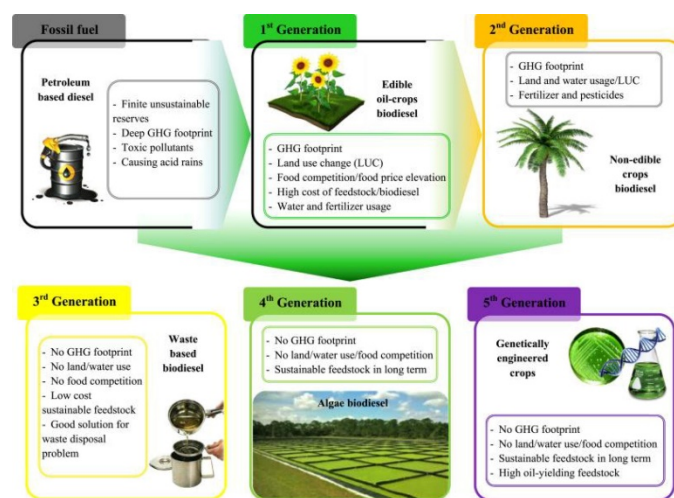 Fossil fuel
Petroleum
based diesel
- Finite unsustainable
reserves
- Deep GHG footprint
- Toxic pollutants
- Causing acid rains
1st Generation
Edible
oil-crops
biodiesel
- GHG footprint
- Land use change (LUC)
- Food competition/food price elevation
- High cost of feedstock/biodiesel
- Water and fertilizer usage
2nd Generation
- GHG footprint
- Land and water usage/LUC
- Fertilizer and pesticides
Non-edible
crops
biodiesel
3rd Generation
Waste
based
biodiesel
- No GHG footprint
- No land/water use
- No food competition
- Low cost
sustainable feedstock
- Good solution for
waste disposal
problem
4th Generation
- No GHG footprint
- No land/water use/food competition
- Sustainable feedstock in long term
Algae biodiesel
5th Generation
Genetically
engineered
crops
- No GHG footprint
- No land/water use/food competition
- Sustainable feedstock in long term
- High oil-yielding feedstock